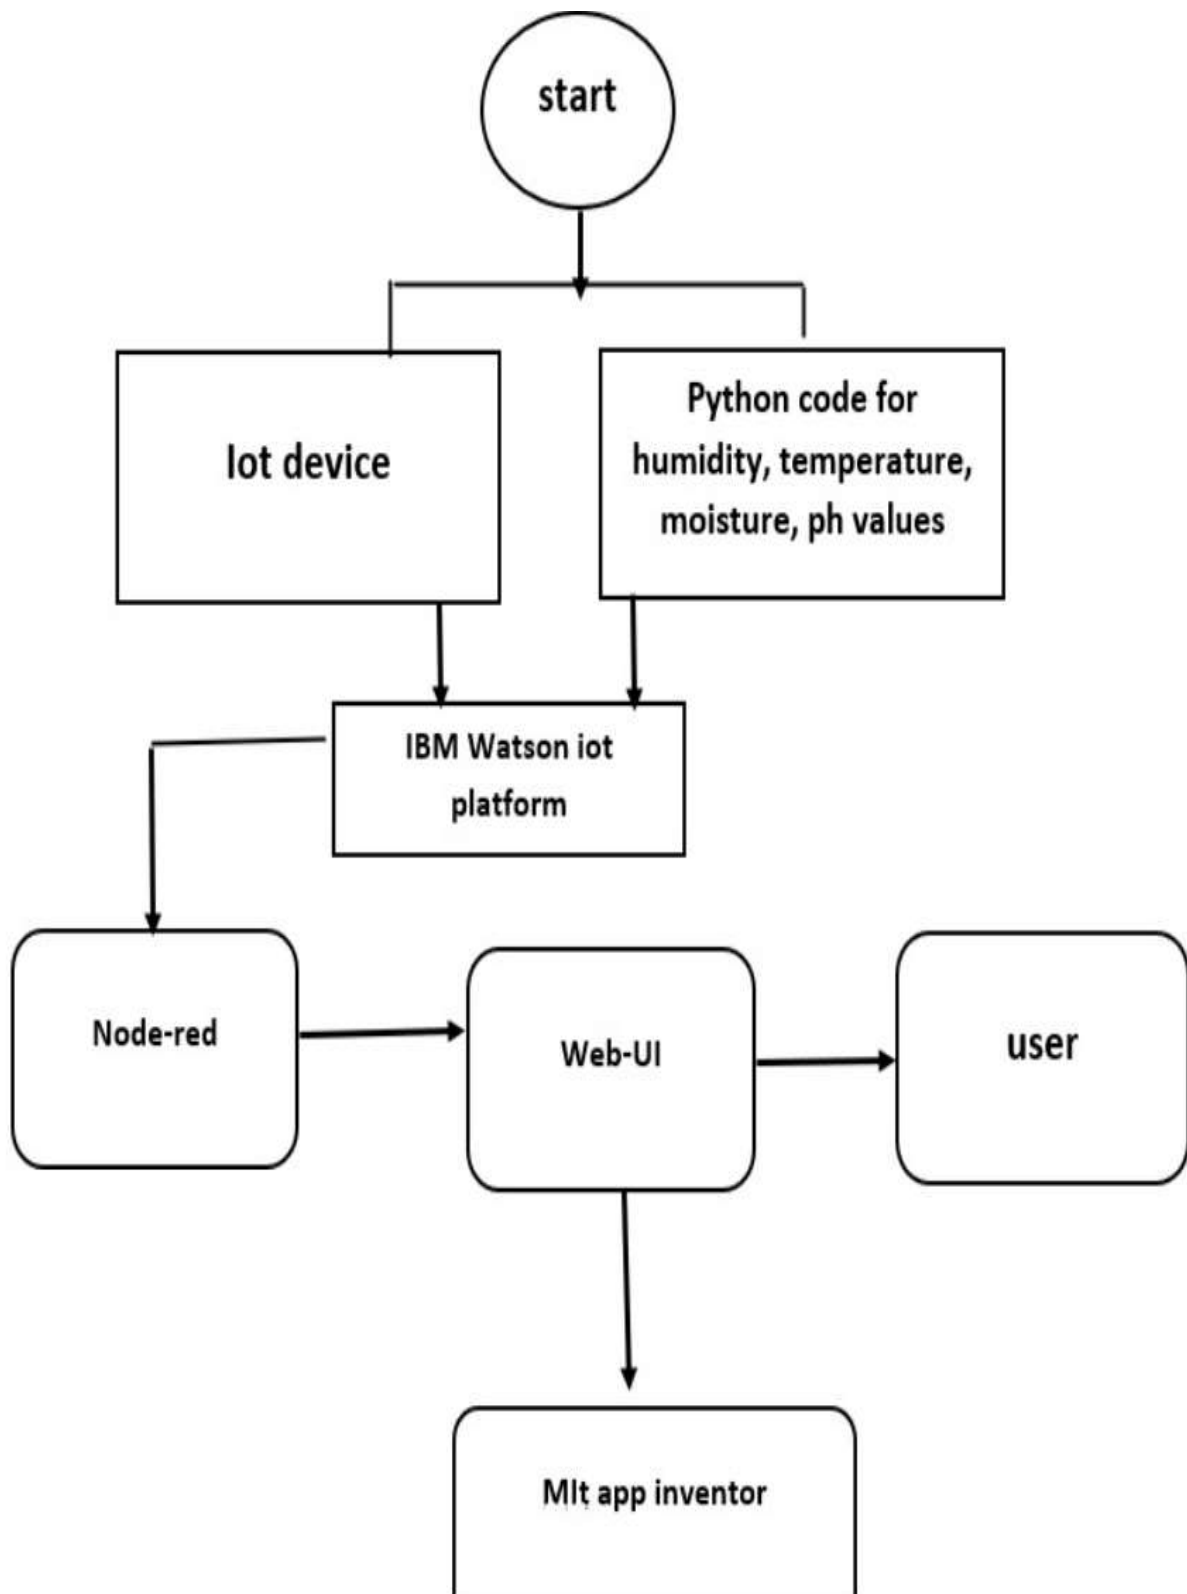 start
Iot device
Python code for
humidity, temperature,
moisture, ph values
IBM Watson iot
platform
Node-red
Web-UI
user
MIt app inventor